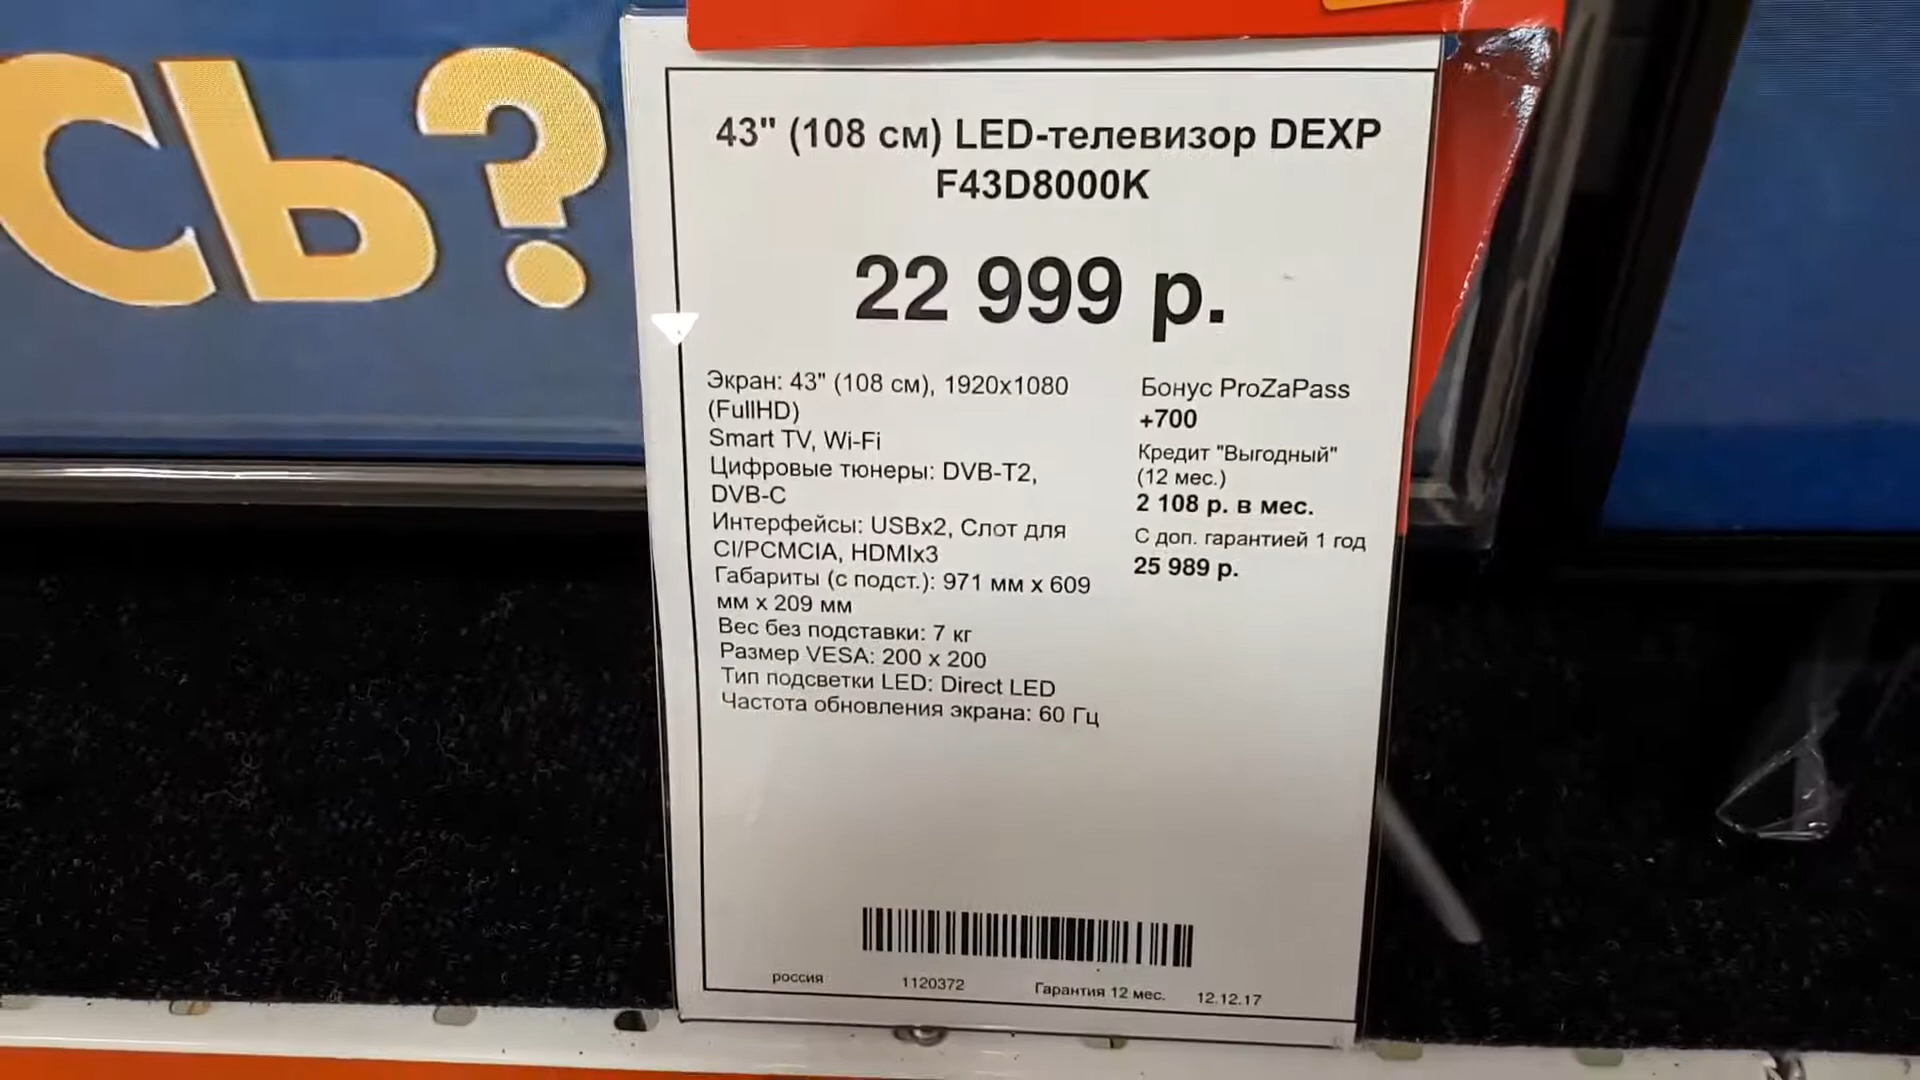 СЬ?
43" (108 см) LED-телевизор DEXP
F43D8000K
22 999 р.
Экран: 43" (108 см), 1920x1080
(FullHD)
Smart TV, Wi-Fi
Цифровые тюнеры: DVB-T2,
DVB-C
Интерфейсы: USBx2, Слот для
CI/PCMCIA, HDMIx3
Габариты (с подст.): 971 мм x 609
мм x 209 мм
Вес без подставки: 7 кг
Размер VESA: 200 x 200
Тип подсветки LED: Direct LED
Частота обновления экрана: 60 Гц
Бонус ProZaPass
+700
Кредит "Выгодный"
(12 мес.)
2 108 р. в мес.
С доп. гарантией 1 год
25 989 р.
россия 1120372 Гарантия 12 мес. 12.12.17